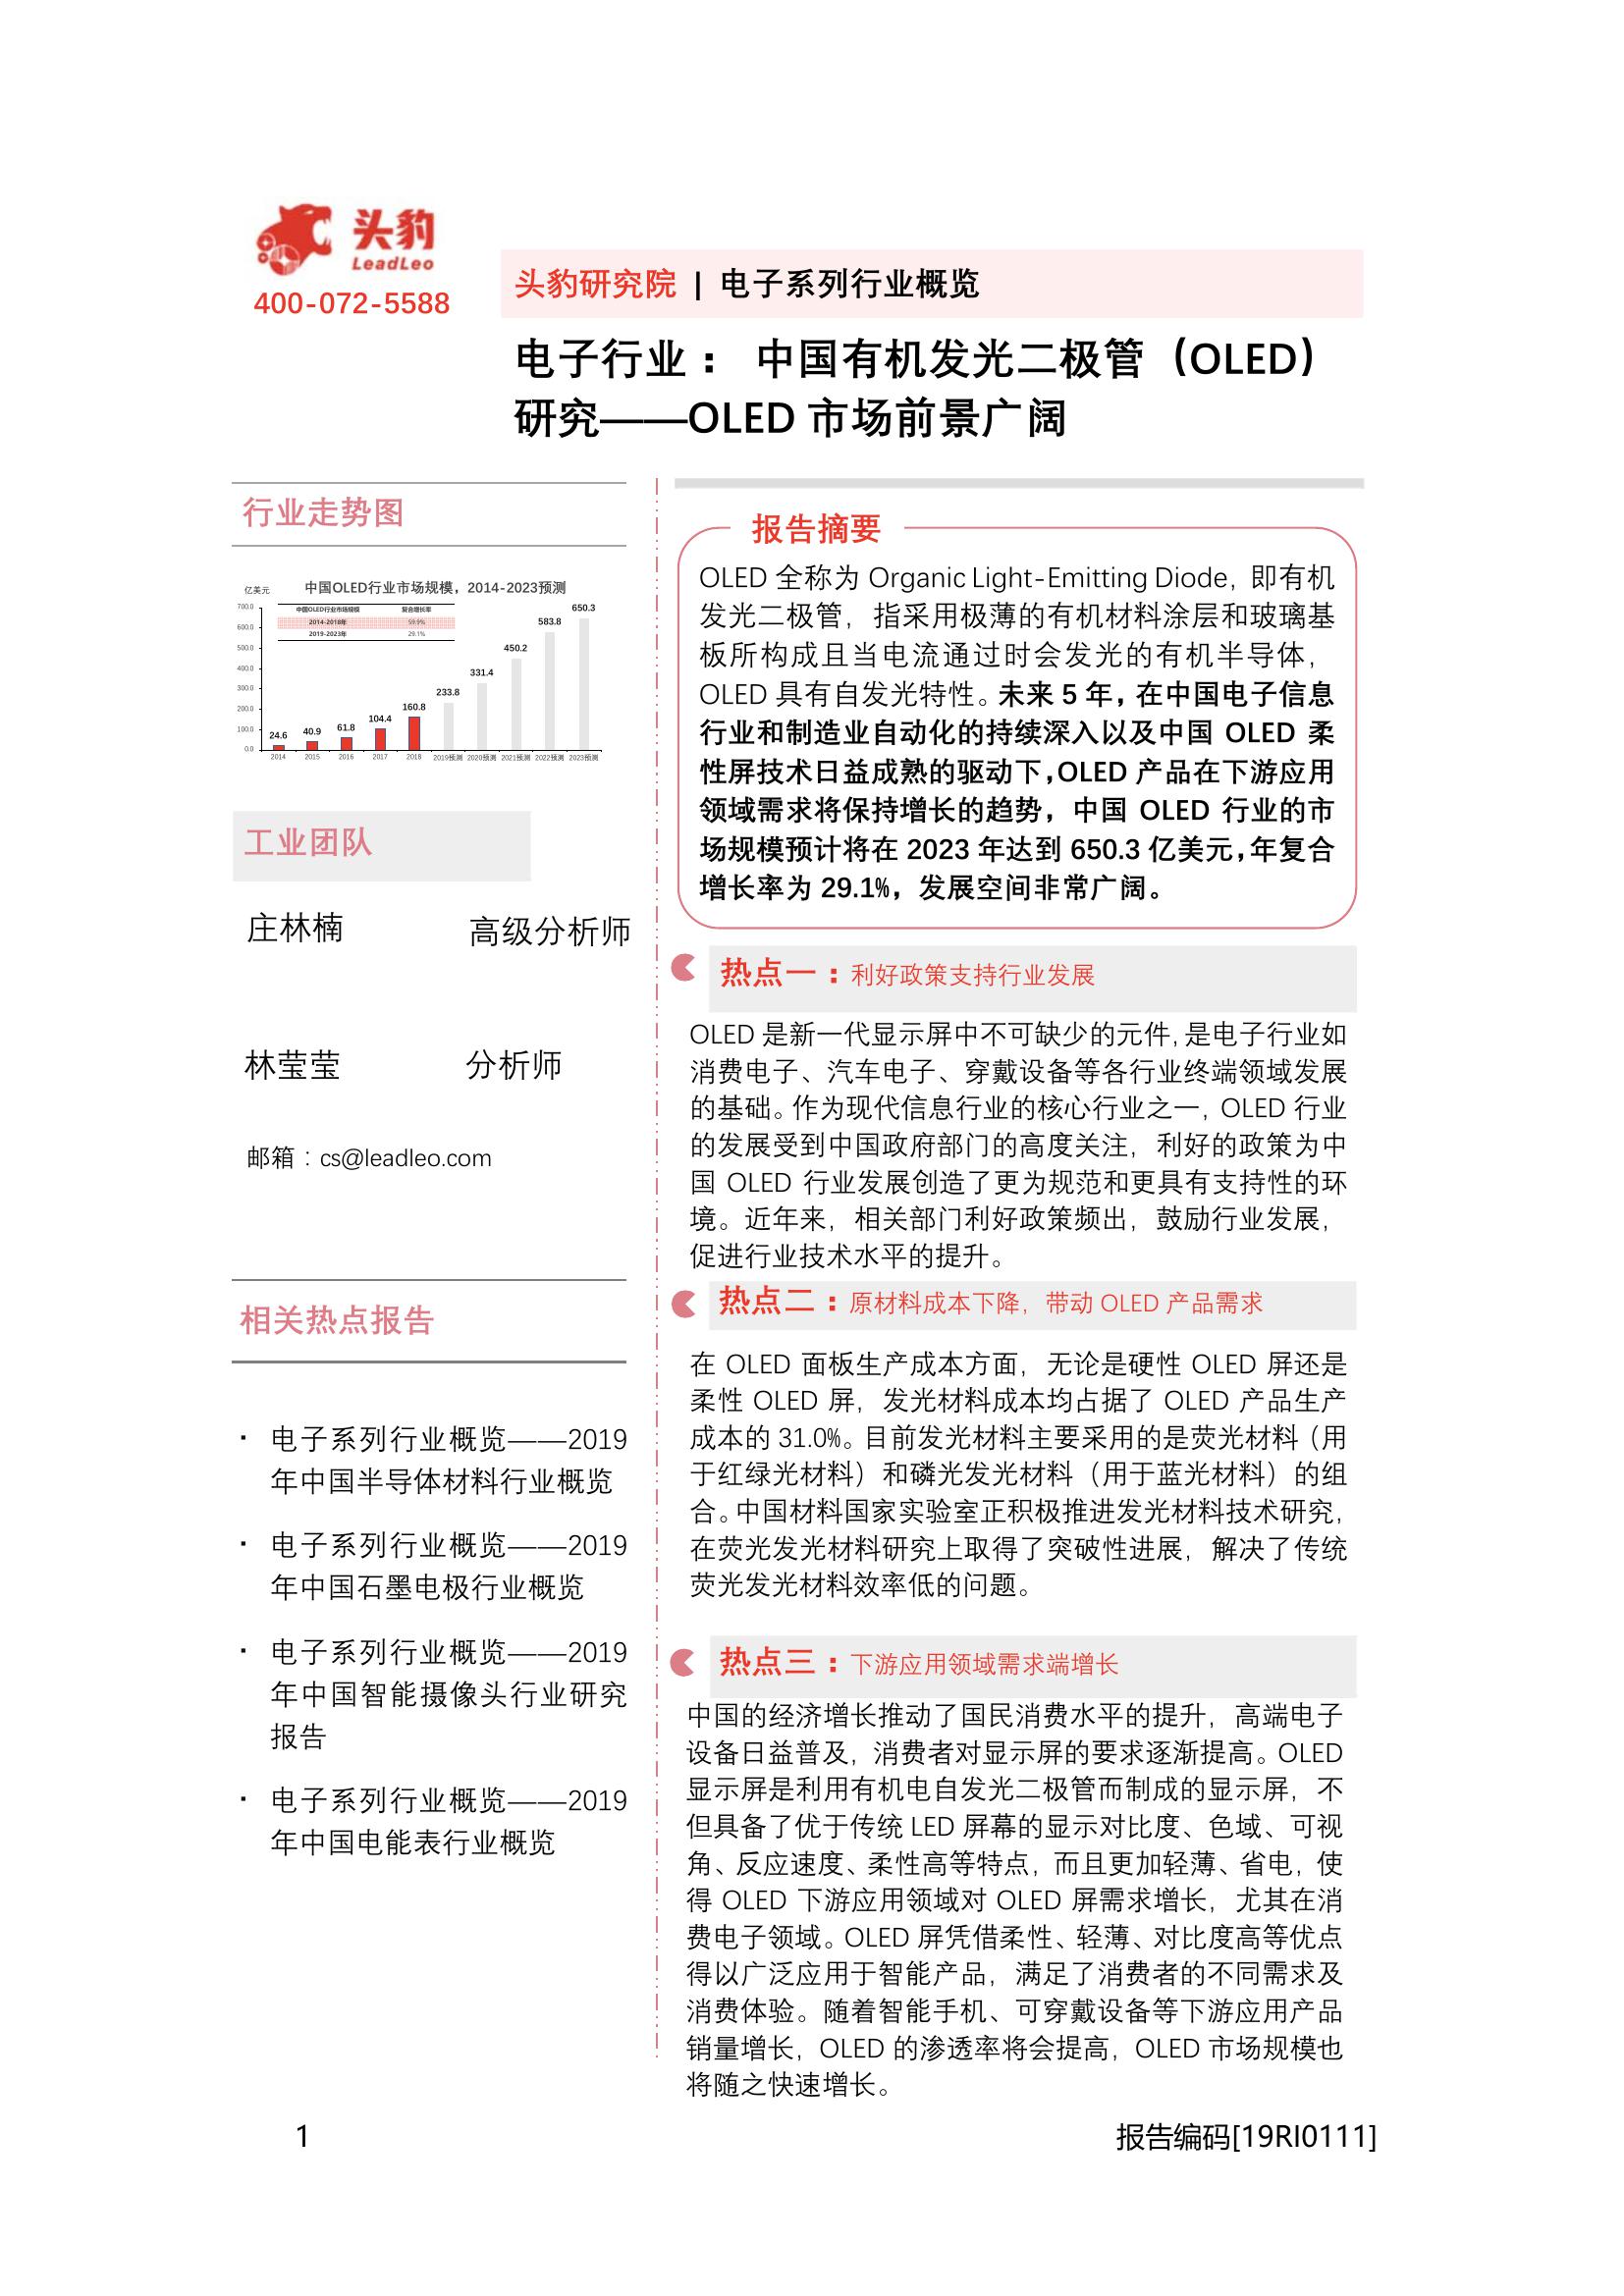 头豹
LeadLeo
400-072-5588
头豹研究院 | 电子系列行业概览
电子行业： 中国有机发光二极管（OLED）
研究——OLED 市场前景广阔
行业走势图
亿美元
中国OLED行业市场规模，2014-2023预测
中国OLED行业市场规模 复合增长率
2014-2018年 59.9%
2019-2023年 29.1%
700.0
600.0
500.0
400.0
300.0
200.0
100.0
0.0
24.6 40.9 61.8 104.4 160.8 233.8 331.4 450.2 583.8 650.3
2014 2015 2016 2017 2018 2019预测 2020预测 2021预测 2022预测 2023预测
工业团队
庄林楠 高级分析师
林莹莹 分析师
邮箱：cs@leadleo.com
相关热点报告
· 电子系列行业概览——2019
年中国半导体材料行业概览
· 电子系列行业概览——2019
年中国石墨电极行业概览
· 电子系列行业概览——2019
年中国智能摄像头行业研究
报告
· 电子系列行业概览——2019
年中国电能表行业概览
报告摘要
OLED 全称为 Organic Light-Emitting Diode，即有机
发光二极管，指采用极薄的有机材料涂层和玻璃基
板所构成且当电流通过时会发光的有机半导体，
OLED 具有自发光特性。未来 5 年，在中国电子信息
行业和制造业自动化的持续深入以及中国 OLED 柔
性屏技术日益成熟的驱动下，OLED 产品在下游应用
领域需求将保持增长的趋势，中国 OLED 行业的市
场规模预计将在 2023 年达到 650.3 亿美元，年复合
增长率为 29.1%，发展空间非常广阔。
热点一：利好政策支持行业发展
OLED 是新一代显示屏中不可缺少的元件，是电子行业如
消费电子、汽车电子、穿戴设备等各行业终端领域发展
的基础。作为现代信息行业的核心行业之一，OLED 行业
的发展受到中国政府部门的高度关注，利好的政策为中
国 OLED 行业发展创造了更为规范和更具有支持性的环
境。近年来，相关部门利好政策频出，鼓励行业发展，
促进行业技术水平的提升。
热点二：原材料成本下降，带动 OLED 产品需求
在 OLED 面板生产成本方面，无论是硬性 OLED 屏还是
柔性 OLED 屏，发光材料成本均占据了 OLED 产品生产
成本的 31.0%。目前发光材料主要采用的是荧光材料（用
于红绿光材料）和磷光发光材料（用于蓝光材料）的组
合。中国材料国家实验室正积极推进发光材料技术研究，
在荧光发光材料研究上取得了突破性进展，解决了传统
荧光发光材料效率低的问题。
热点三：下游应用领域需求端增长
中国的经济增长推动了国民消费水平的提升，高端电子
设备日益普及，消费者对显示屏的要求逐渐提高。OLED
显示屏是利用有机电自发光二极管而制成的显示屏，不
但具备了优于传统 LED 屏幕的显示对比度、色域、可视
角、反应速度、柔性高等特点，而且更加轻薄、省电，使
得 OLED 下游应用领域对 OLED 屏需求增长，尤其在消
费电子领域。OLED 屏凭借柔性、轻薄、对比度高等优点
得以广泛应用于智能产品，满足了消费者的不同需求及
消费体验。随着智能手机、可穿戴设备等下游应用产品
销量增长，OLED 的渗透率将会提高，OLED 市场规模也
将随之快速增长。
1
报告编码[19RI0111]